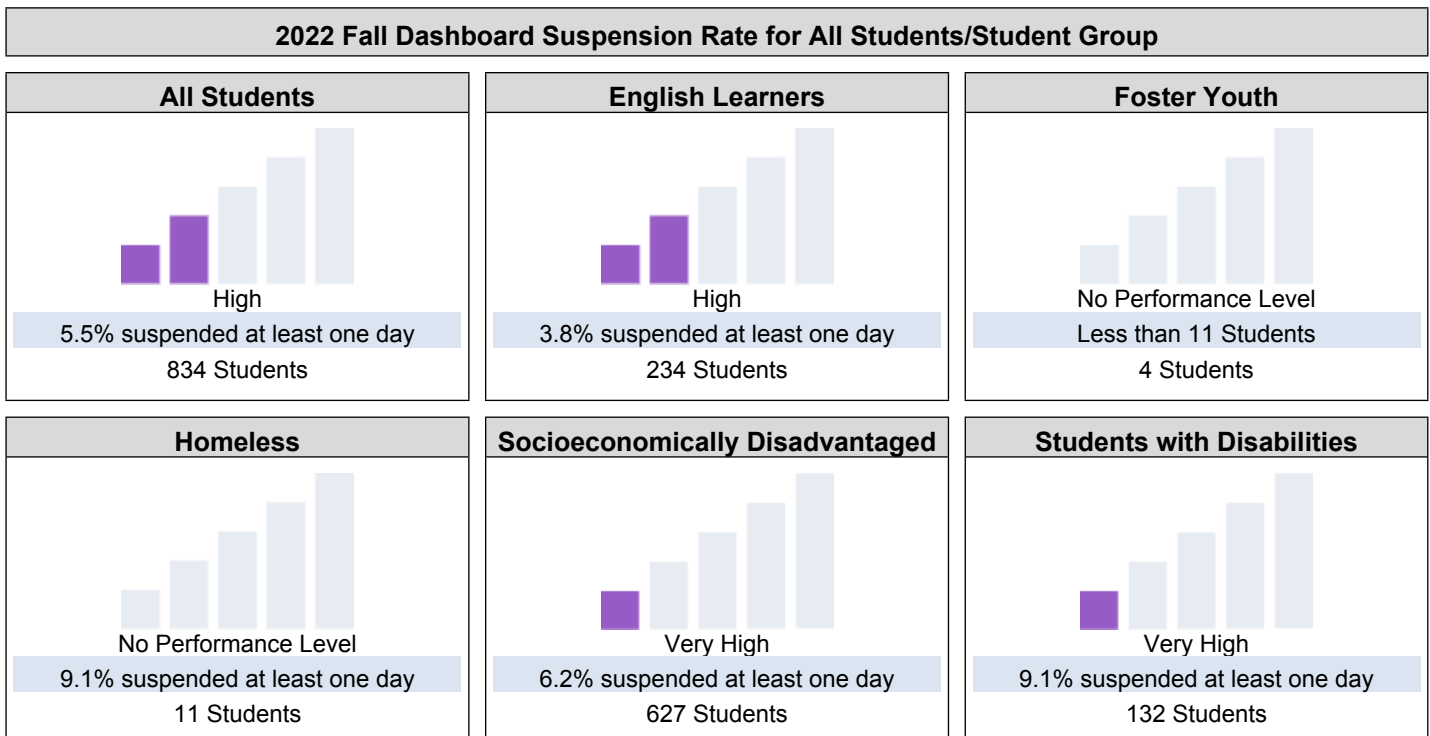 2022 Fall Dashboard Suspension Rate for All Students/Student Group
All Students
High
5.5% suspended at least one day
834 Students
English Learners
High
3.8% suspended at least one day
234 Students
Foster Youth
No Performance Level
Less than 11 Students
4 Students
Homeless
No Performance Level
9.1% suspended at least one day
11 Students
Socioeconomically Disadvantaged
Very High
6.2% suspended at least one day
627 Students
Students with Disabilities
Very High
9.1% suspended at least one day
132 Students